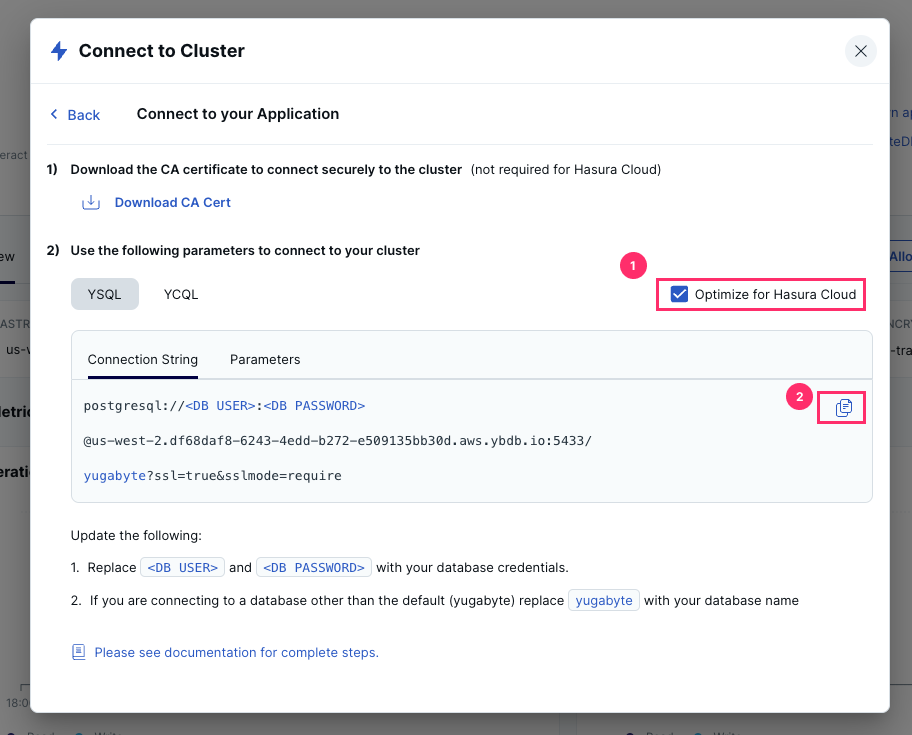 Connect to Cluster
Back
Connect to your Application
1) Download the CA certificate to connect securely to the cluster (not required for Hasura Cloud)
Download CA Cert
2) Use the following parameters to connect to your cluster
1
YSQL
YCQL
Optimize for Hasura Cloud
Connection String
Parameters
postgresql://<DB USER>:<DB PASSWORD>
2
@us-west-2.df68daf8-6243-4edd-b272-e509135bb30d.aws.ybdb.io:5433/
yugabyte?ssl=true&sslmode=require
Update the following:
1. Replace <DB USER> and <DB PASSWORD> with your database credentials.
2. If you are connecting to a database other than the default (yugabyte) replace yugabyte with your database name
Please see documentation for complete steps.